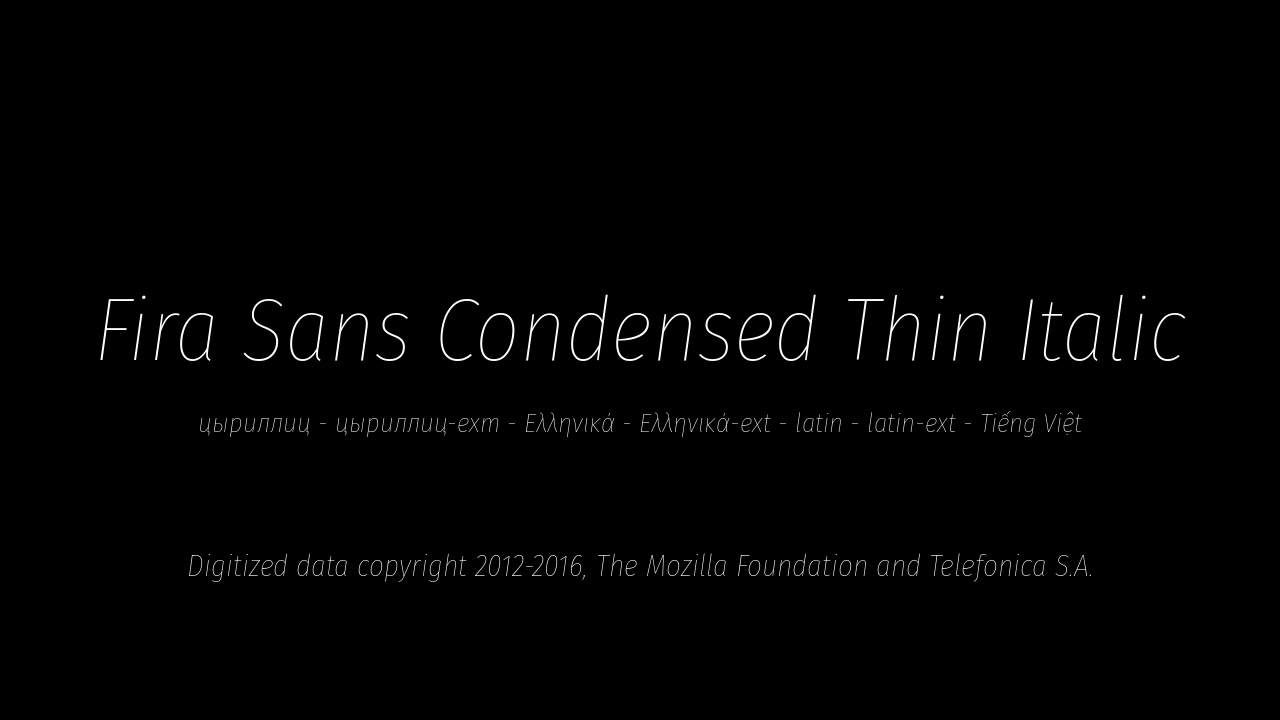 Fira Sans Condensed Thin Italic
цыриллиц - цыриллиц-ехт - Ελληνικά - Ελληνικά-ext - latin - latin-ext - Tiếng Việt
Digitized data copyright 2012-2016, The Mozilla Foundation and Telefonica S.A.